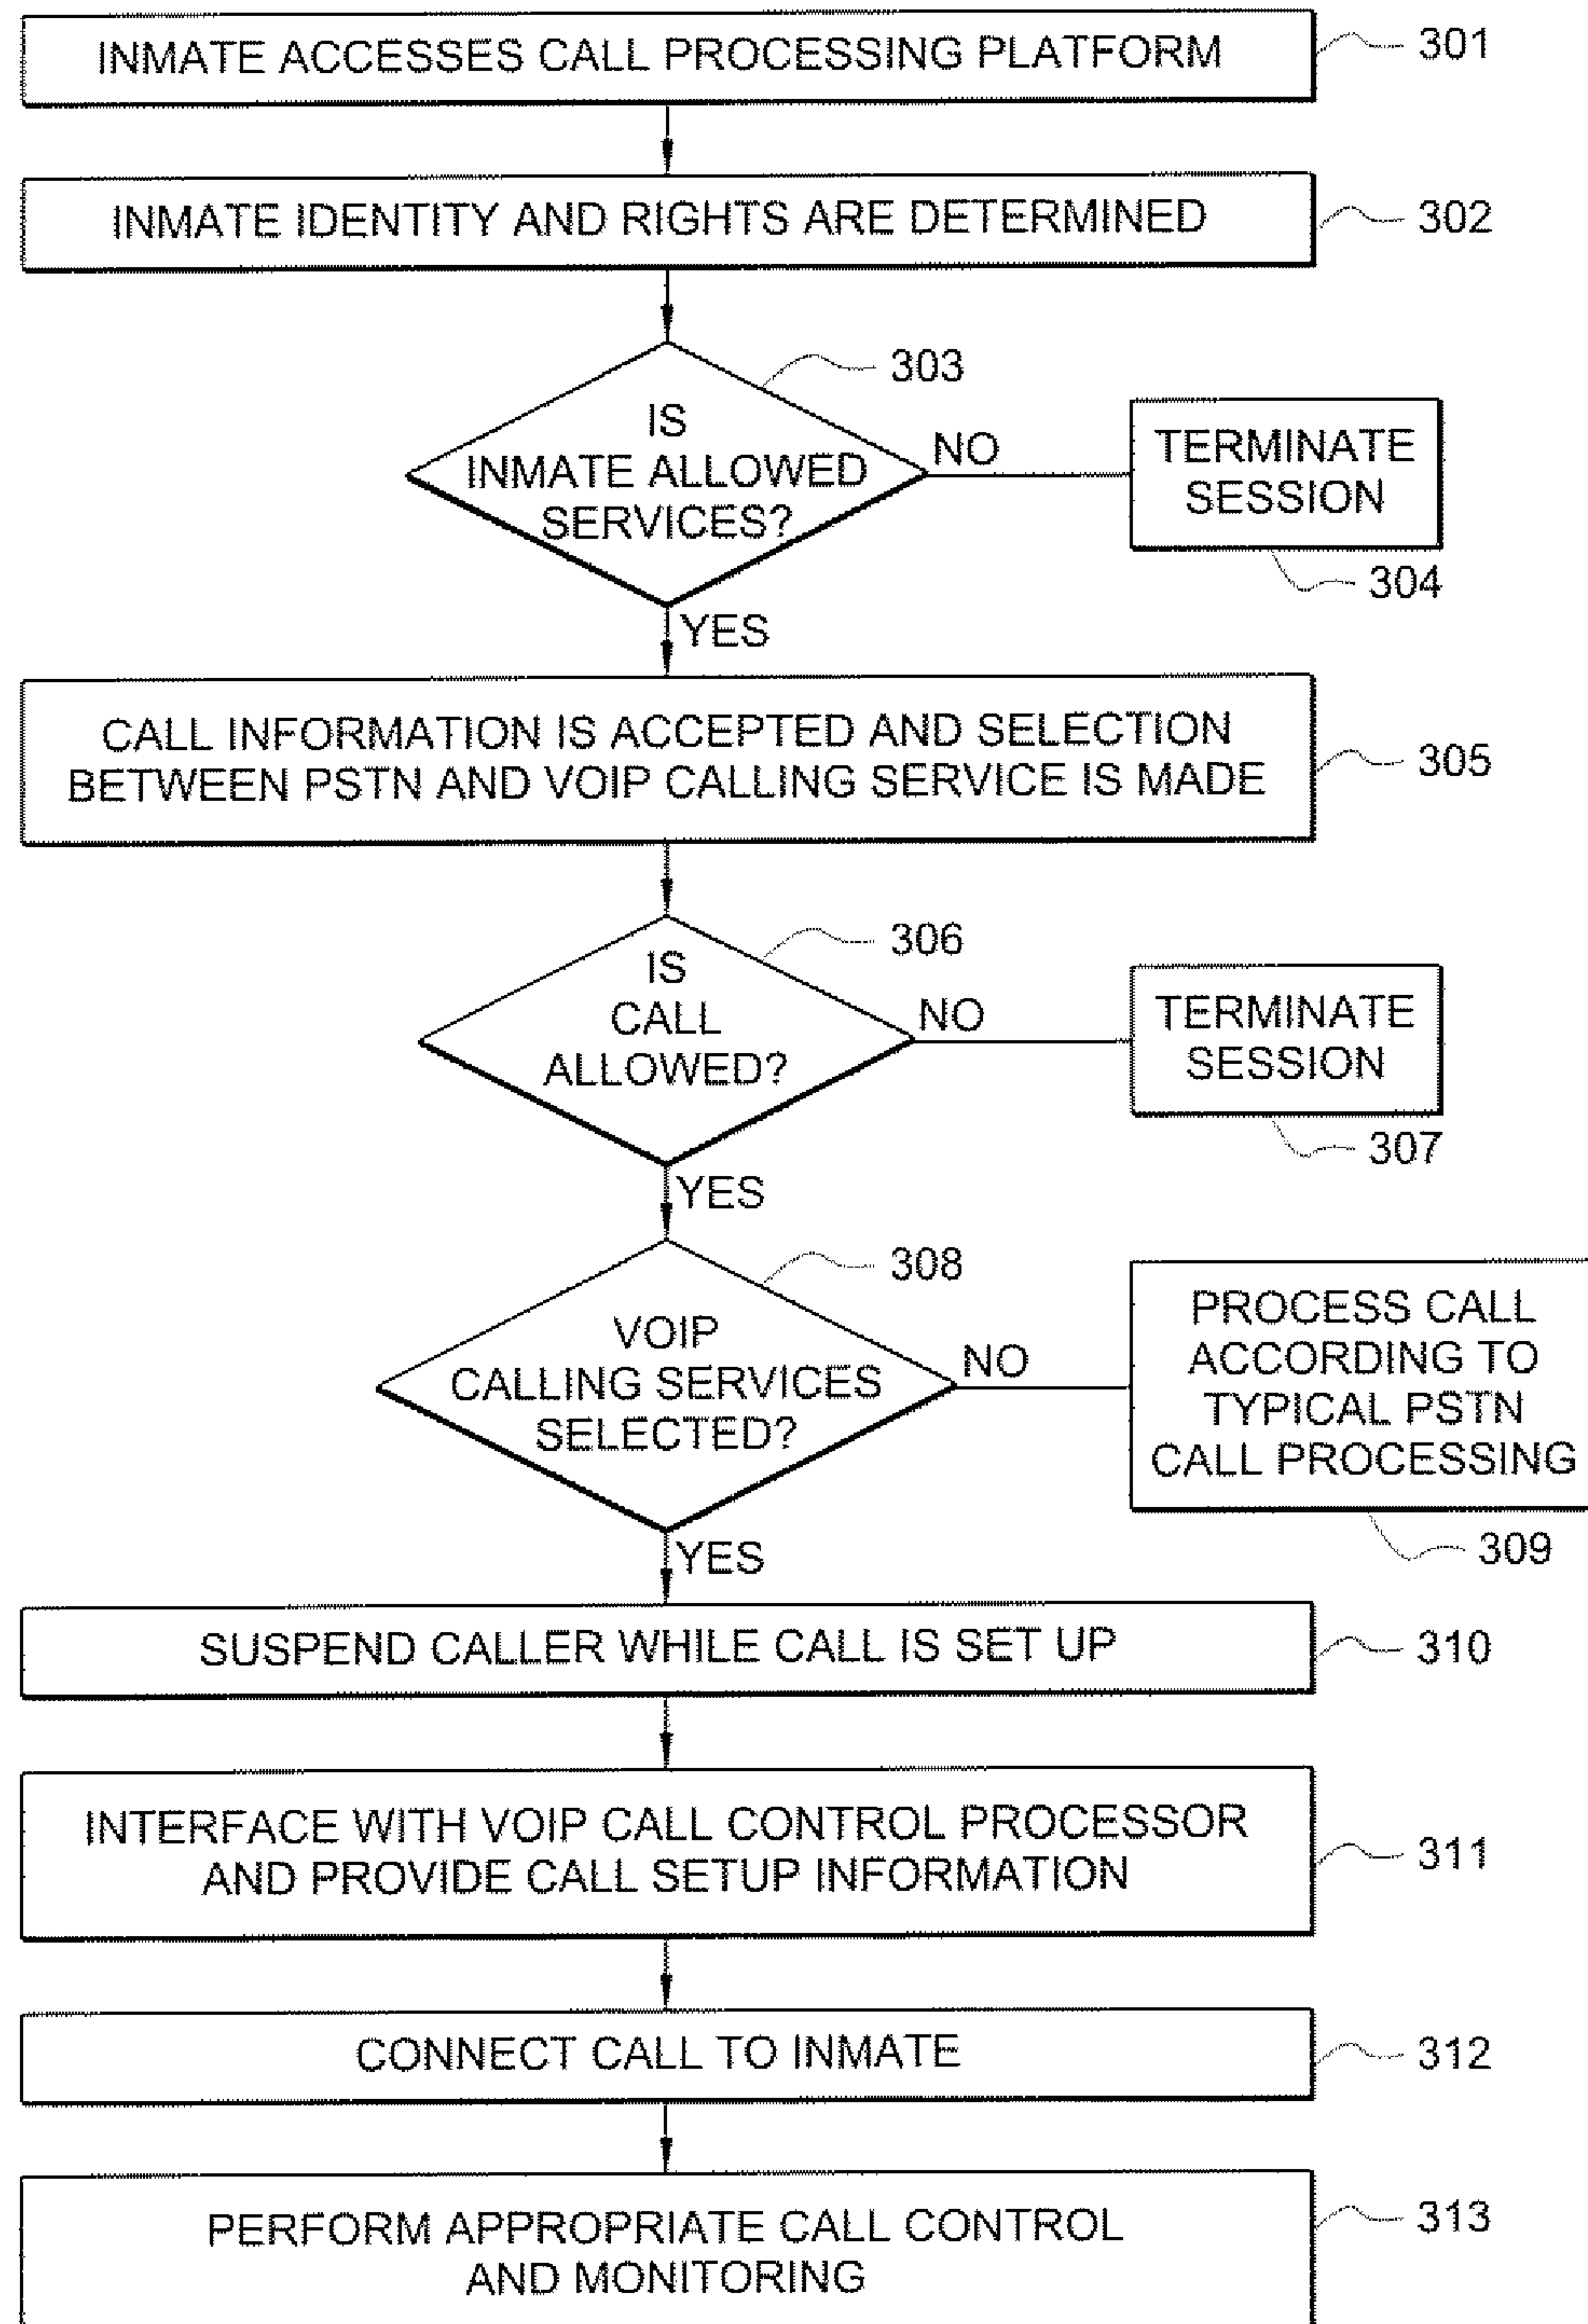 INMATE ACCESSES CALL PROCESSING PLATFORM
301
INMATE IDENTITY AND RIGHTS ARE DETERMINED
302
303
IS
INMATE ALLOWED
SERVICES?
NO
TERMINATE
SESSION
304
YES
CALL INFORMATION IS ACCEPTED AND SELECTION
BETWEEN PSTN AND VOIP CALLING SERVICE IS MADE
305
306
IS
CALL
ALLOWED?
NO
TERMINATE
SESSION
307
YES
308
VOIP
CALLING SERVICES
SELECTED?
NO
PROCESS CALL
ACCORDING TO
TYPICAL PSTN
CALL PROCESSING
309
YES
SUSPEND CALLER WHILE CALL IS SET UP
310
INTERFACE WITH VOIP CALL CONTROL PROCESSOR
AND PROVIDE CALL SETUP INFORMATION
311
CONNECT CALL TO INMATE
312
PERFORM APPROPRIATE CALL CONTROL
AND MONITORING
313